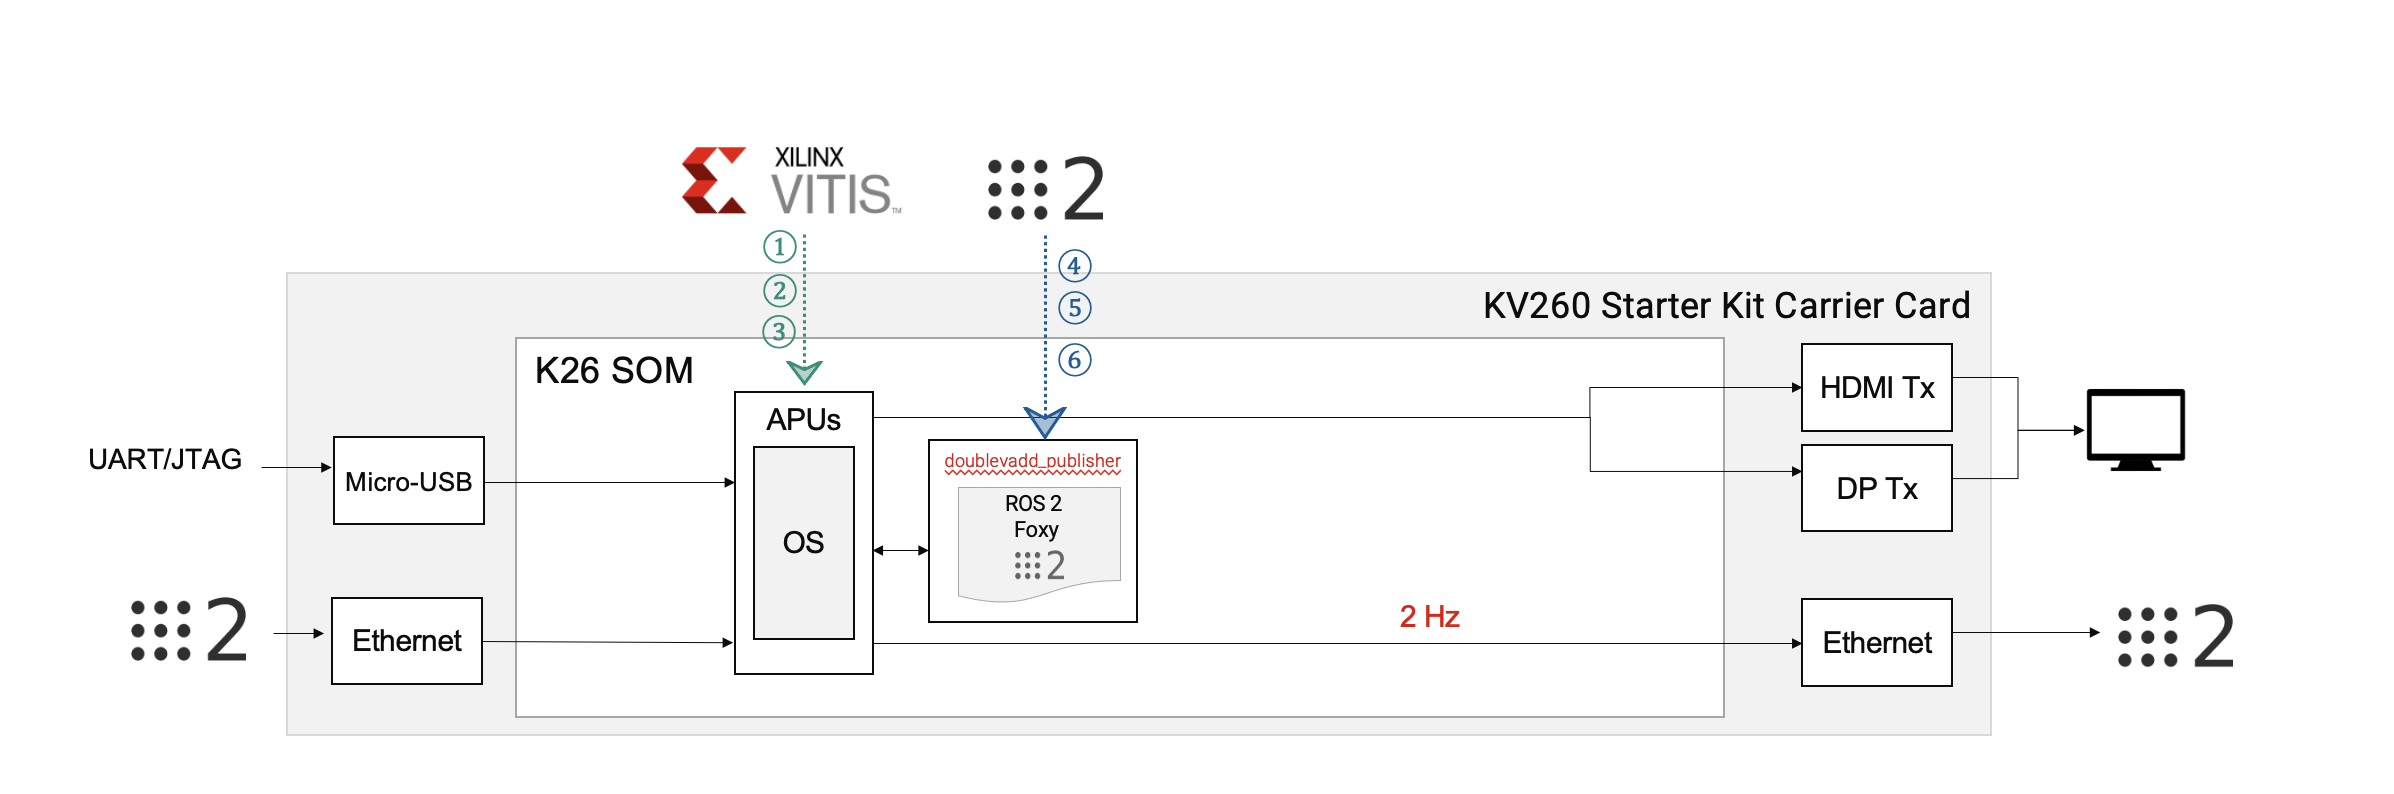 XILINX
VITIS™
2
①
②
③
④
⑤
⑥
KV260 Starter Kit Carrier Card
K26 SOM
APUs
OS
doublevadd_publisher
ROS 2
Foxy
2
UART/JTAG
Micro-USB
2
Ethernet
2 Hz
HDMI Tx
DP Tx
Ethernet
2